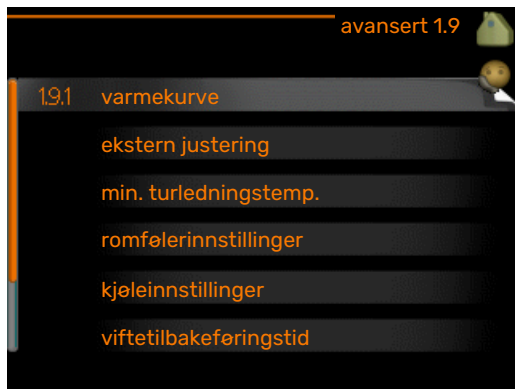 avansert 1.9
1.9.1 varmekurve
ekstern justering
min. turledningstemp.
romfølerinnstillinger
kjøleinnstillinger
viftetilbakeføringstid